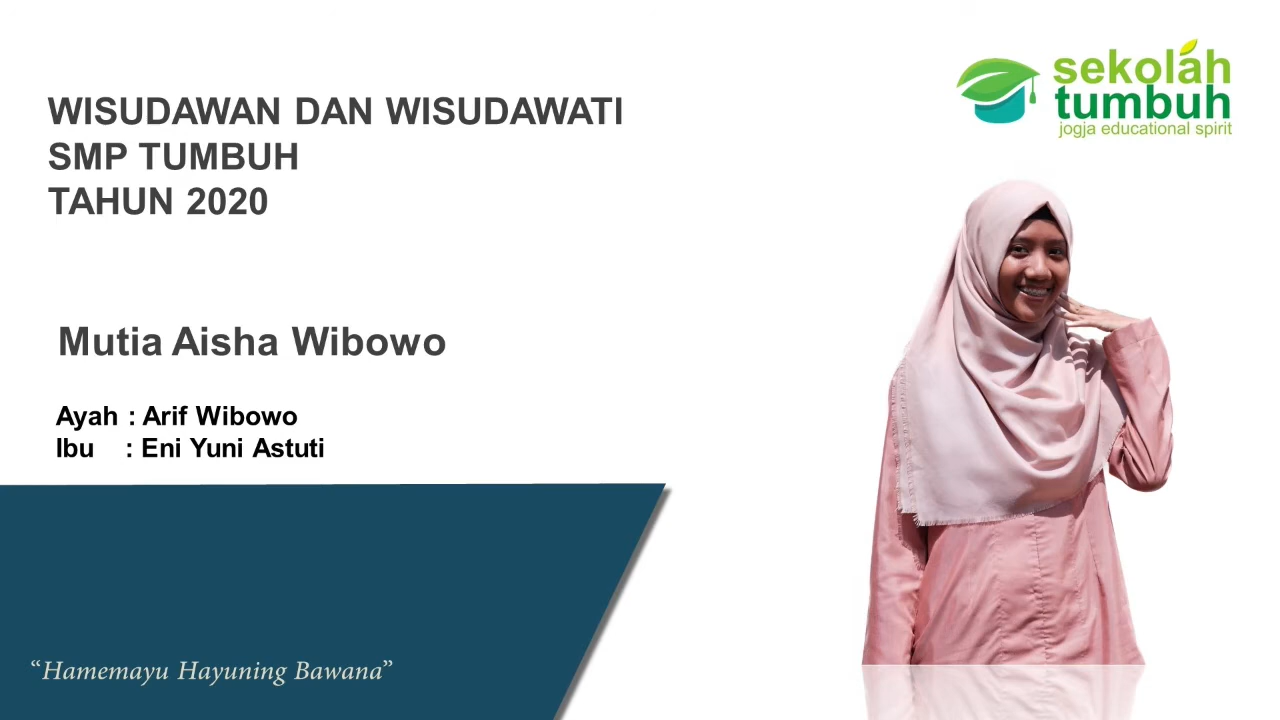 WISUDAWAN DAN WISUDAWATI
SMP TUMBUH
TAHUN 2020
sekolah
tumbuh
jogja educational spirit
Mutia Aisha Wibowo
Ayah : Arif Wibowo
Ibu : Eni Yuni Astuti
“Hamemayu Hayuning Bawana”